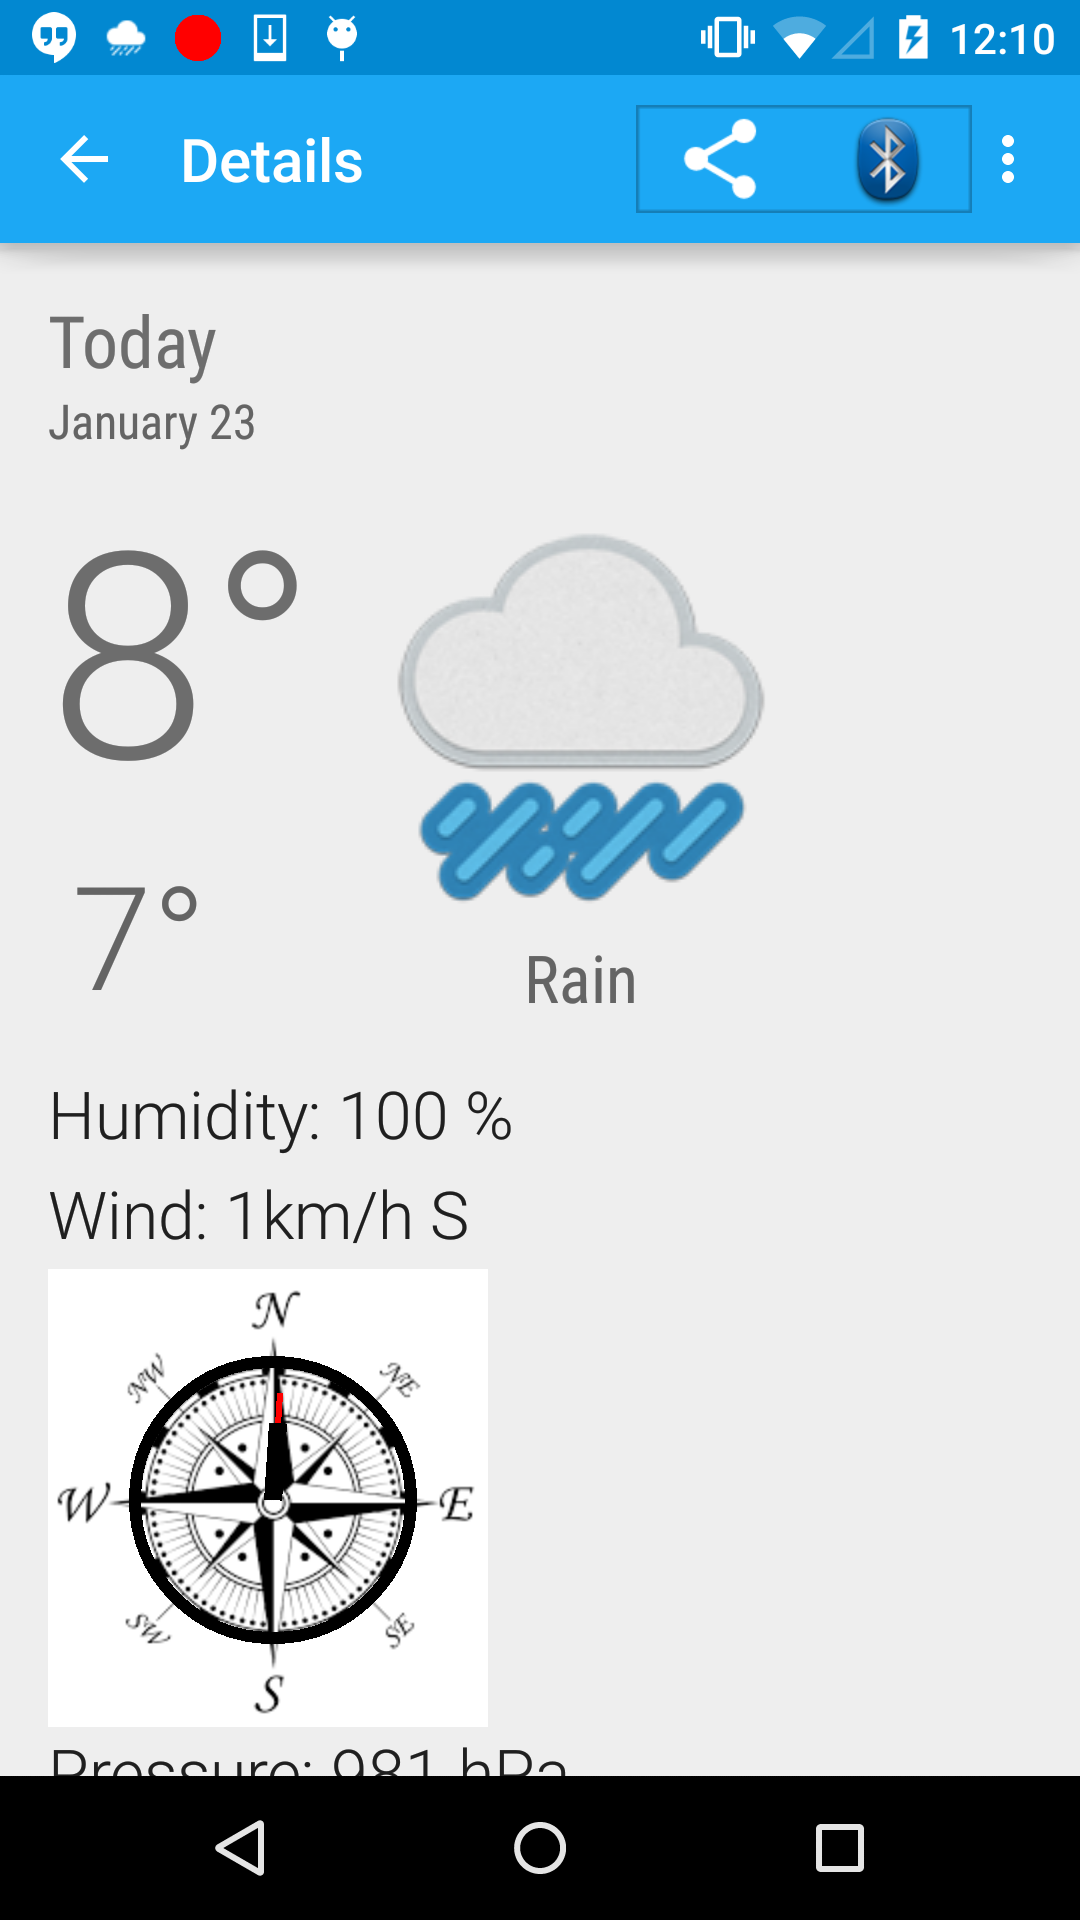 12:10
Details
Today
January 23
8°
7°
Rain
Humidity: 100 %
Wind: 1km/h S
N
NW
NE
W
E
SW
SE
S
Pressure: 981 hPa